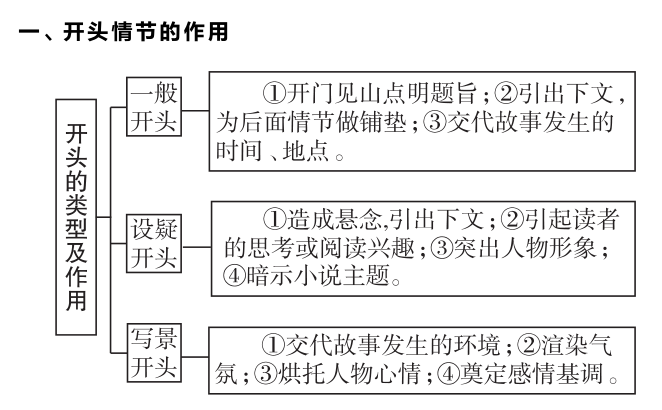 一、开头情节的作用
开头的类型及作用
一般
开头
①开门见山点明题旨；②引出下文，
为后面情节做铺垫；③交代故事发生的
时间、地点。
设疑
开头
①造成悬念,引出下文；②引起读者
的思考或阅读兴趣；③突出人物形象；
④暗示小说主题。
写景
开头
①交代故事发生的环境；②渲染气
氛；③烘托人物心情；④奠定感情基调。